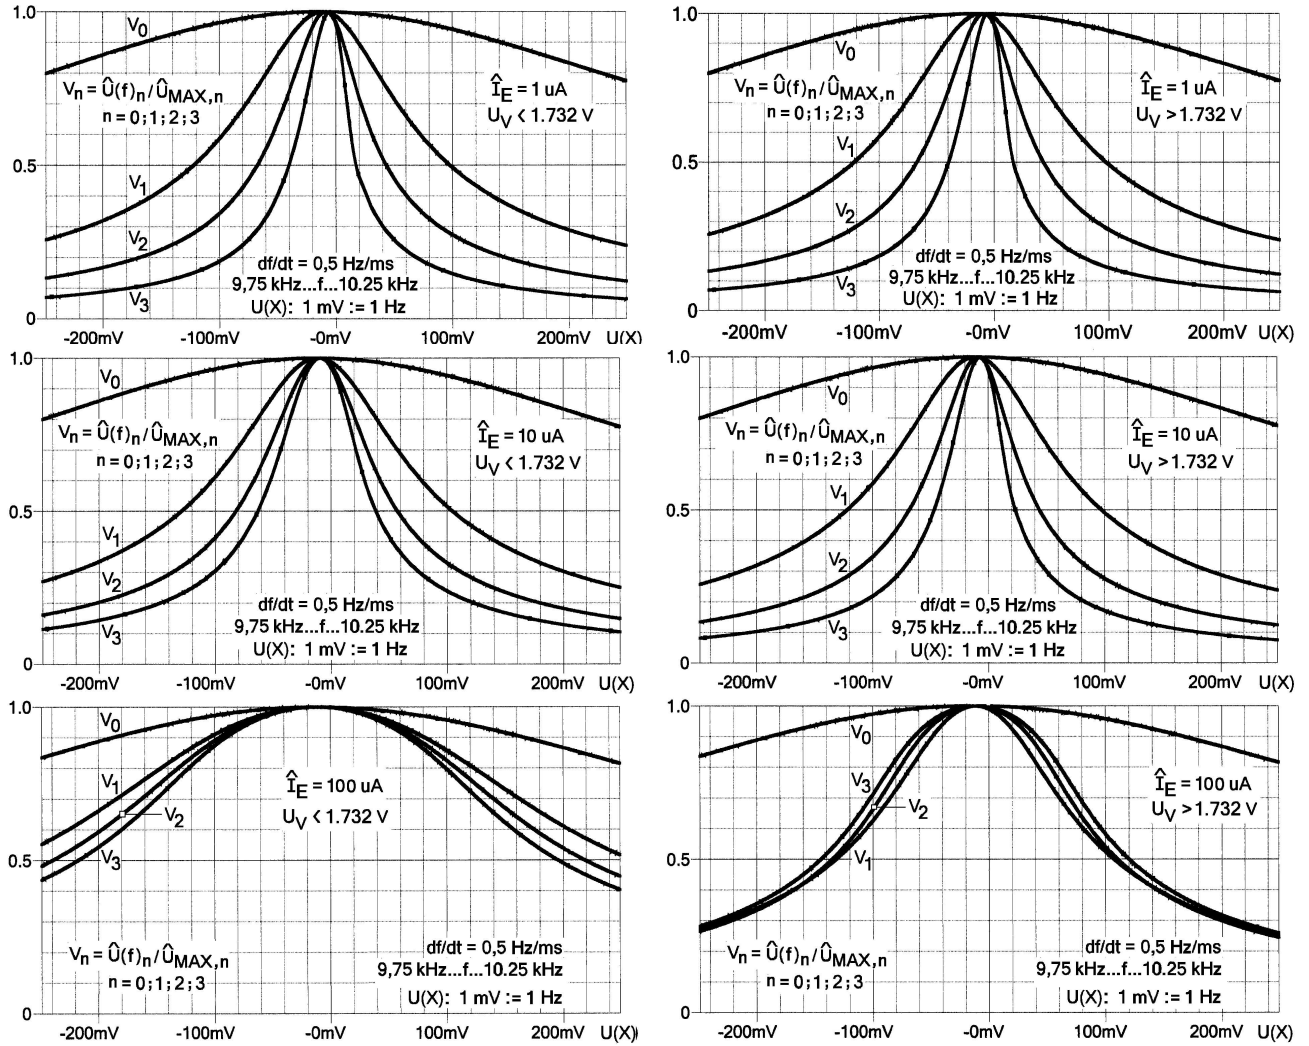 1.0
V0
Vn = Û(f)n/ÛMAX,n
n = 0;1;2;3
ÎE = 1 uA
UV < 1.732 V
0.5
V1
V2
V3
df/dt = 0,5 Hz/ms
9,75 kHz...f...10.25 kHz
U(X): 1 mV := 1 Hz
0
-200mV -100mV -0mV 100mV 200mV U(X)
1.0
V0
Vn = Û(f)n/ÛMAX,n
n = 0;1;2;3
ÎE = 1 uA
UV > 1.732 V
V1
0.5
V2
V3
df/dt = 0,5 Hz/ms
9,75 kHz...f...10.25 kHz
U(X): 1 mV := 1 Hz
0
-200mV -100mV -0mV 100mV 200mV U(X)
1.0
V0
Vn = Û(f)n/ÛMAX,n
n = 0;1;2;3
ÎE = 10 uA
UV < 1.732 V
0.5
V1
V2
V3
df/dt = 0,5 Hz/ms
9,75 kHz...f...10.25 kHz
U(X): 1 mV := 1 Hz
0
-200mV -100mV -0mV 100mV 200mV U(X)
1.0
V0
Vn = Û(f)n/ÛMAX,n
n = 0;1;2;3
ÎE = 10 uA
UV > 1.732 V
V1
0.5
V2
V3
df/dt = 0,5 Hz/ms
9,75 kHz...f...10.25 kHz
U(X): 1 mV := 1 Hz
0
-200mV -100mV -0mV 100mV 200mV U(X)
1.0
V0
V1
ÎE = 100 uA
UV < 1.732 V
V2
V3
0.5
Vn = Û(f)n/ÛMAX,n
n = 0;1;2;3
df/dt = 0,5 Hz/ms
9,75 kHz...f...10.25 kHz
U(X): 1 mV := 1 Hz
0
-200mV -100mV -0mV 100mV 200mV U(X)
1.0
V0
V3
ÎE = 100 uA
UV > 1.732 V
V2
V1
0.5
Vn = Û(f)n/ÛMAX,n
n = 0;1;2;3
df/dt = 0,5 Hz/ms
9,75 kHz...f...10.25 kHz
U(X): 1 mV := 1 Hz
0
-200mV -100mV -0mV 100mV 200mV U(X)